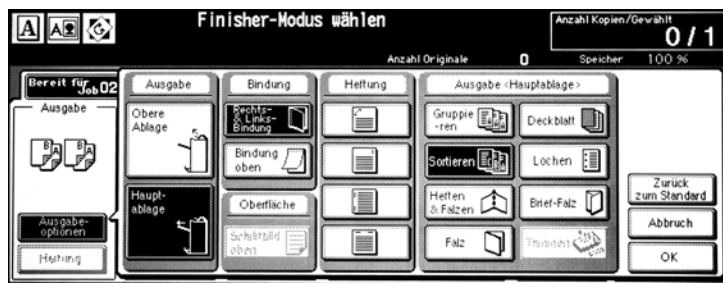 A A
Finisher-Modus wählen
Anzahl Kopien/Gewählt
0 / 1
Anzahl Originale 0 Speicher 100 %
Bereit für Job 02
Ausgabe
B A B A
Ausgabe-
optionen
Heftung
Ausgabe
Obere
Ablage
Haupt-
ablage
Bindung
Rechts-
& Links-
Bindung
Bindung
oben
Oberfläche
Schriftbild
oben
Heftung
Ausgabe <Hauptablage>
Gruppie
-ren
Deckblatt
Sortieren
Lochen
Heften
& Falzen
Brief-Falz
Falz
Trimmen
Zurück
zum Standard
Abbruch
OK